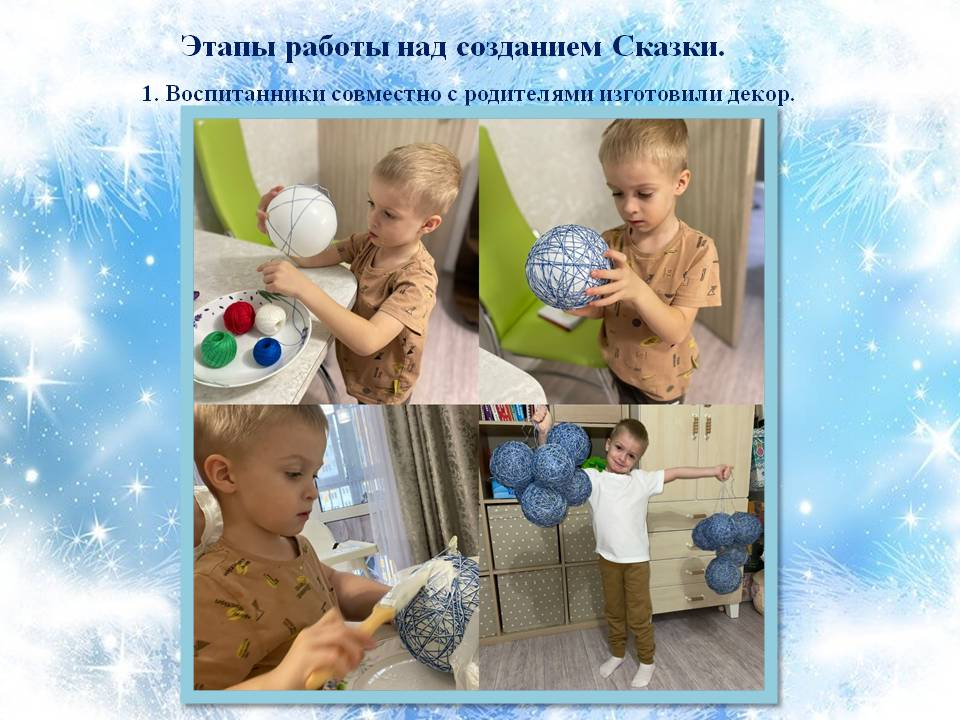 Этапы работы над созданием Сказки.
1. Воспитанники совместно с родителями изготовили декор.